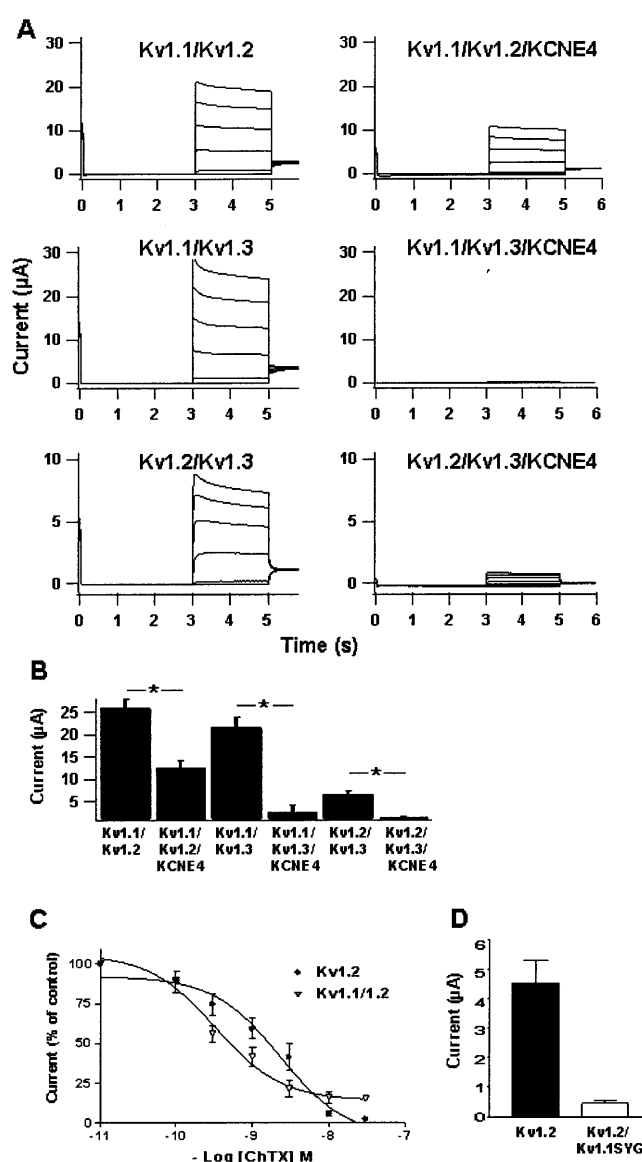 A
Kv1.1/Kv1.2
Kv1.1/Kv1.2/KCNE4
30
20
10
0
0 1 2 3 4 5
30
20
10
0
0 1 2 3 4 5 6
Kv1.1/Kv1.3
Kv1.1/Kv1.3/KCNE4
Current (µA)
30
20
10
0
0 1 2 3 4 5
30
20
10
0
0 1 2 3 4 5 6
Kv1.2/Kv1.3
Kv1.2/Kv1.3/KCNE4
10
5
0
0 1 2 3 4 5
10
5
0
0 1 2 3 4 5 6
Time (s)
B
Current (µA)
25
20
15
10
5
* * *
Kv1.1/ Kv1.1/ Kv1.1/ Kv1.1/ Kv1.2/ Kv1.2/
Kv1.2 Kv1.2/ Kv1.3 Kv1.3/ Kv1.3 Kv1.3/
KCNE4 KCNE4 KCNE4
C
Current (% of control)
100
75
50
25
0
Kv1.2
Kv1.1/1.2
-11 -10 -9 -8 -7
- Log [ChTX] M
D
Current (µA)
6
5
4
3
2
1
0
Kv1.2 Kv1.2/
Kv1.1SYG